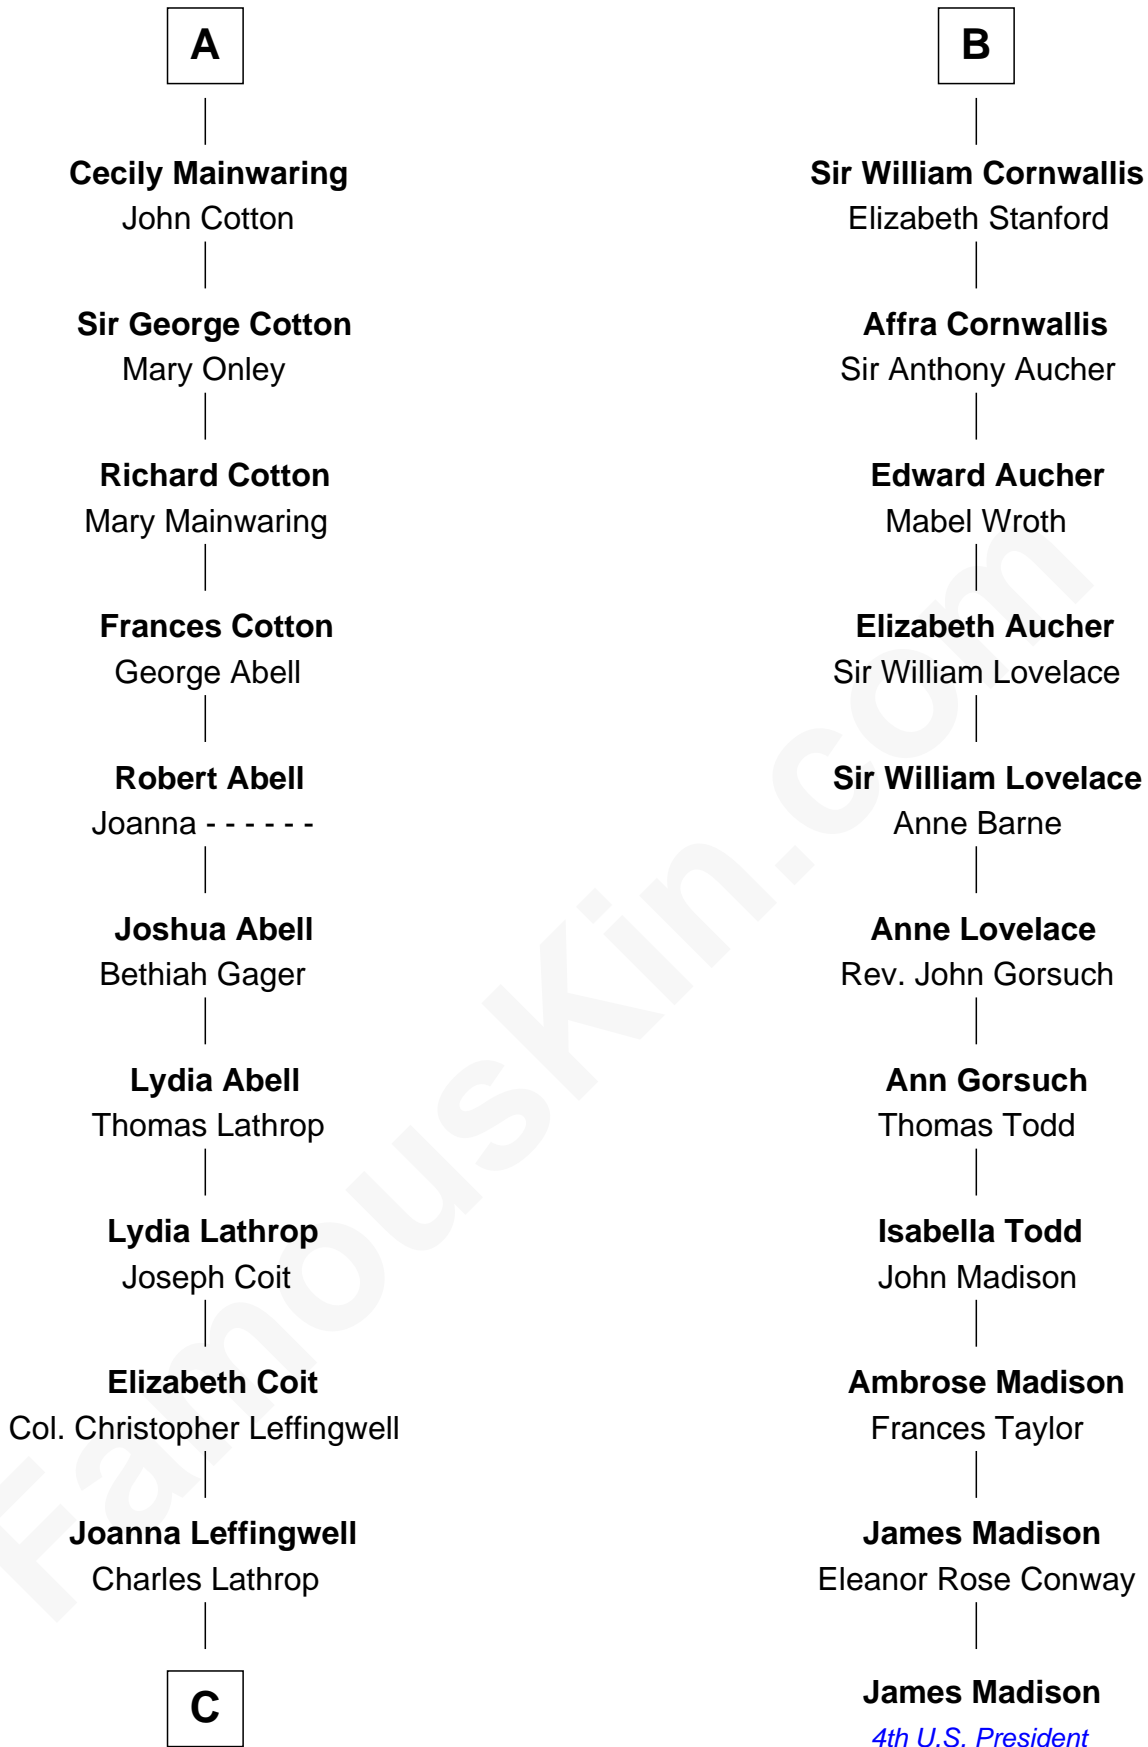 A
Cecily Mainwaring
John Cotton
Sir George Cotton
Mary Onley
Richard Cotton
Mary Mainwaring
Frances Cotton
George Abell
Robert Abell
Joanna - - - - - -
Joshua Abell
Bethiah Gager
Lydia Abell
Thomas Lathrop
Lydia Lathrop
Joseph Coit
Elizabeth Coit
Col. Christopher Leffingwell
Joanna Leffingwell
Charles Lathrop
C
B
Sir William Cornwallis
Elizabeth Stanford
Affra Cornwallis
Sir Anthony Aucher
Edward Aucher
Mabel Wroth
Elizabeth Aucher
Sir William Lovelace
Sir William Lovelace
Anne Barne
Anne Lovelace
Rev. John Gorsuch
Ann Gorsuch
Thomas Todd
Isabella Todd
John Madison
Ambrose Madison
Frances Taylor
James Madison
Eleanor Rose Conway
James Madison
4th U.S. President
FamousKin.com